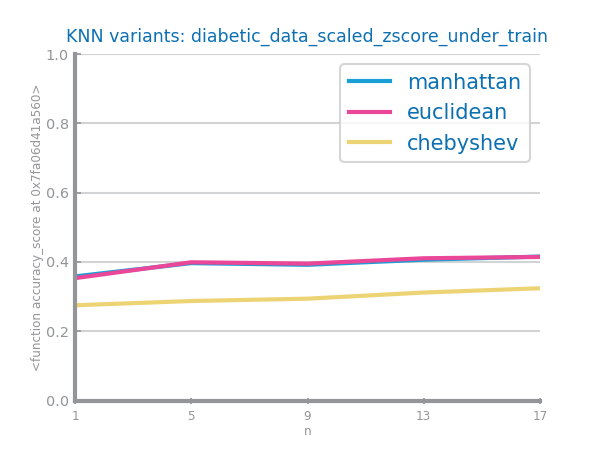 KNN variants: diabetic_data_scaled_zscore_under_train
1.0
0.8
0.6
0.4
0.2
0.0
<function accuracy_score at 0x7fa06d41a560>
manhattan
euclidean
chebyshev
1 5 9 13 17
n